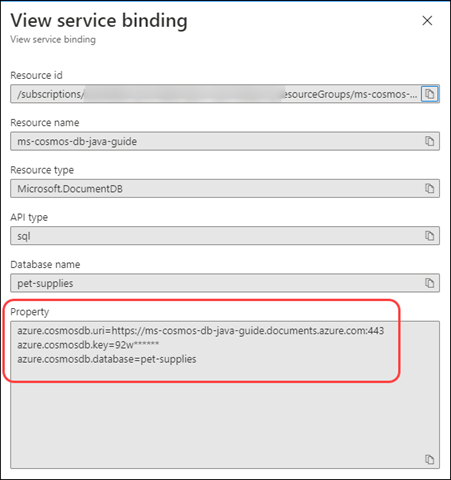 View service binding
View service binding
Resource id
/subscriptions/ esourceGroups/ms-cosmos-...
Resource name
ms-cosmos-db-java-guide
Resource type
Microsoft.DocumentDB
API type
sql
Database name
pet-supplies
Property
azure.cosmosdb.uri=https://ms-cosmos-db-java-guide.documents.azure.com:443
azure.cosmosdb.key=92w******
azure.cosmosdb.database=pet-supplies